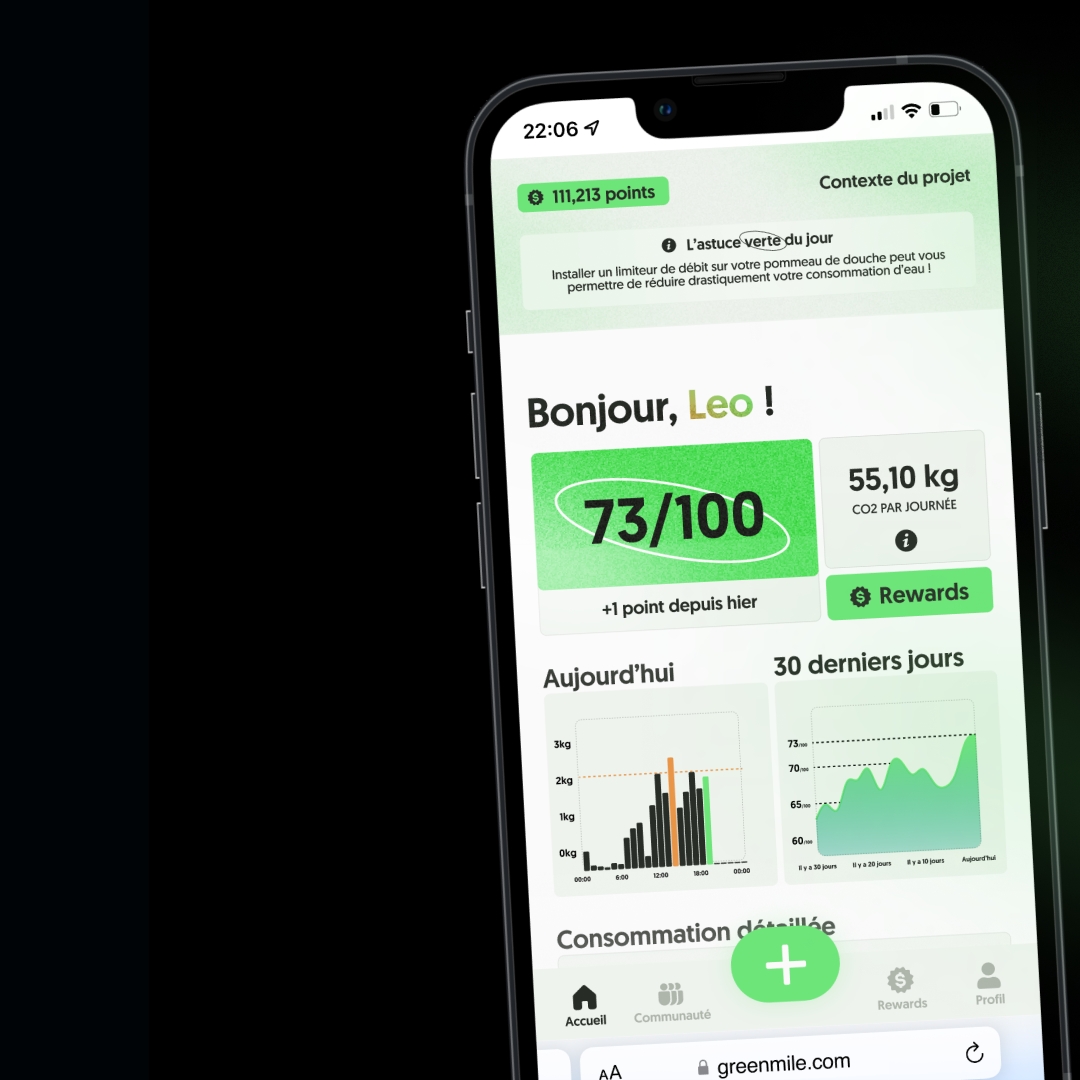 22:06
111,213 points
Contexte du projet
L'astuce verte du jour
Installer un limiteur de débit sur votre pommeau de douche peut vous
permettre de réduire drastiquement votre consommation d'eau !
Bonjour, Leo !
73/100
55,10 kg
CO2 PAR JOURNÉE
+1 point depuis hier
Rewards
Aujourd'hui
30 derniers jours
3kg
2kg
1kg
0kg
00:00 6:00 12:00 18:00 00:00
73/100
70/100
65/100
60/100
Il y a 30 jours Il y a 20 jours Il y a 10 jours Aujourd'hui
Consommation détaillée
Accueil
Communauté
Rewards
Profil
AA
greenmile.com